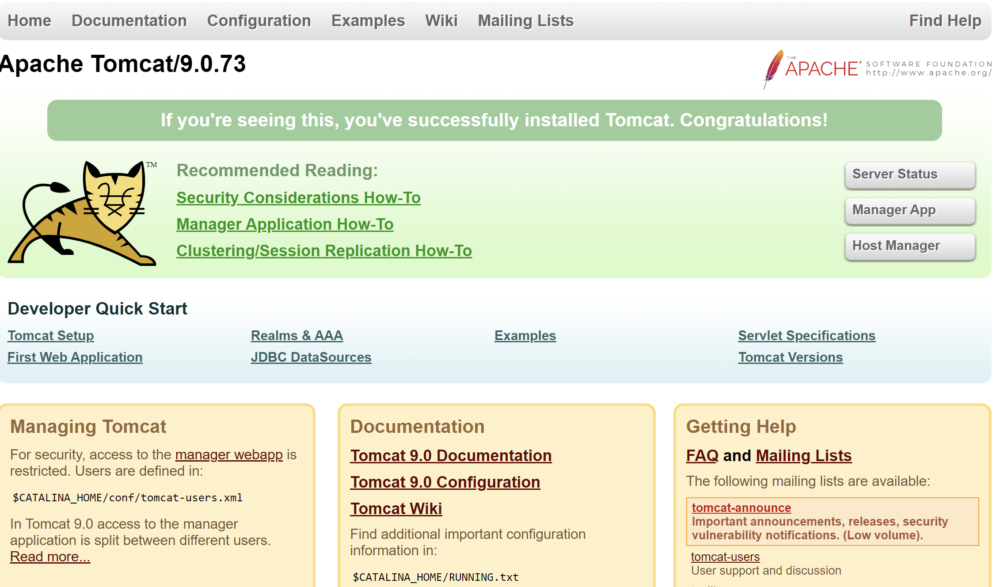 Home Documentation Configuration Examples Wiki Mailing Lists Find Help
Apache Tomcat/9.0.73
THE APACHE® SOFTWARE FOUNDATION
http://www.apache.org/
If you're seeing this, you've successfully installed Tomcat. Congratulations!
TM
Recommended Reading:
Security Considerations How-To
Manager Application How-To
Clustering/Session Replication How-To
Server Status
Manager App
Host Manager
Developer Quick Start
Tomcat Setup
First Web Application
Realms & AAA
JDBC DataSources
Examples
Servlet Specifications
Tomcat Versions
Managing Tomcat
For security, access to the manager webapp is
restricted. Users are defined in:
$CATALINA_HOME/conf/tomcat-users.xml
In Tomcat 9.0 access to the manager
application is split between different users.
Read more...
Documentation
Tomcat 9.0 Documentation
Tomcat 9.0 Configuration
Tomcat Wiki
Find additional important configuration
information in:
$CATALINA_HOME/RUNNING.txt
Getting Help
FAQ and Mailing Lists
The following mailing lists are available:
tomcat-announce
Important announcements, releases, security
vulnerability notifications. (Low volume).
tomcat-users
User support and discussion